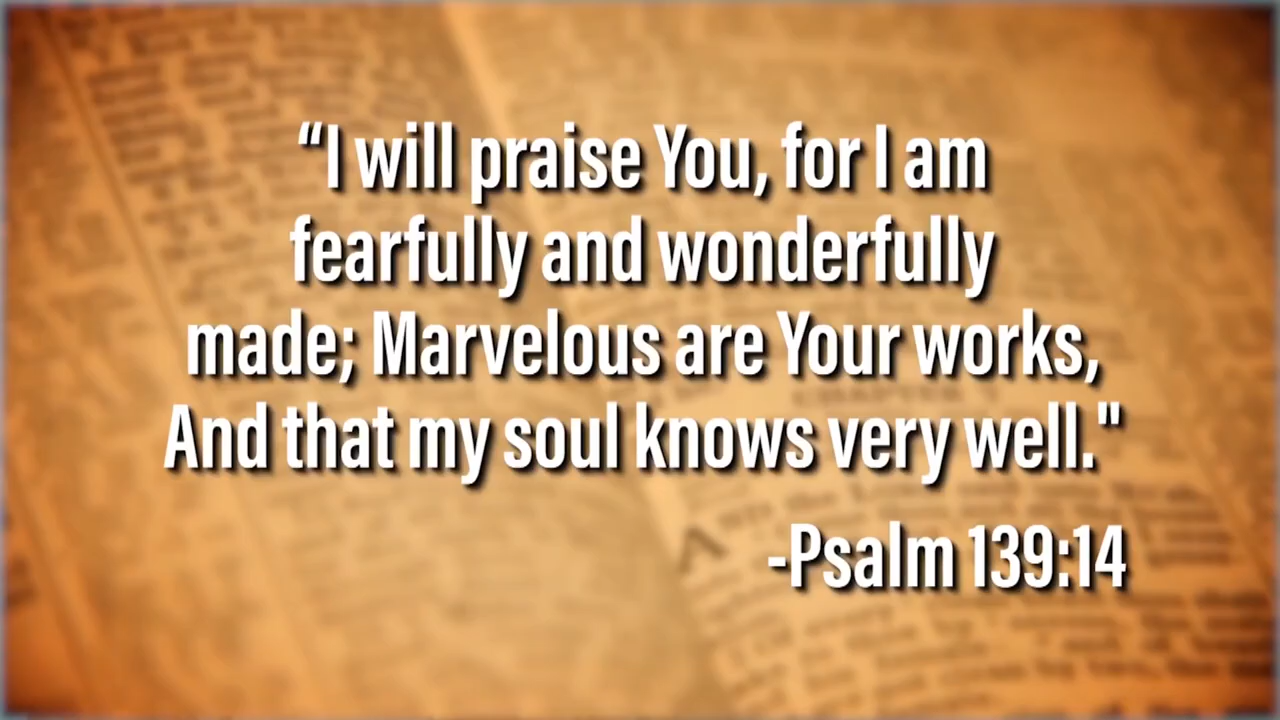 “I will praise You, for I am
fearfully and wonderfully
made; Marvelous are Your works,
And that my soul knows very well."
-Psalm 139:14